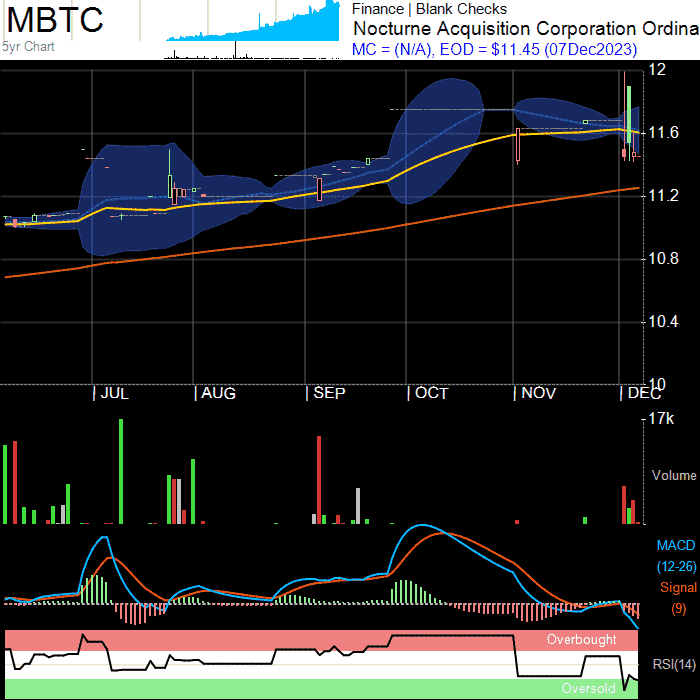 MBTC
5yr Chart
Finance | Blank Checks
Nocturne Acquisition Corporation Ordina
MC = (N/A), EOD = $11.45 (07Dec2023)
12
11.6
11.2
10.8
10.4
10
| JUL | AUG | SEP | OCT | NOV | DEC
17k
Volume
MACD
(12-26)
Signal
(9)
Overbought
RSI(14)
Oversold